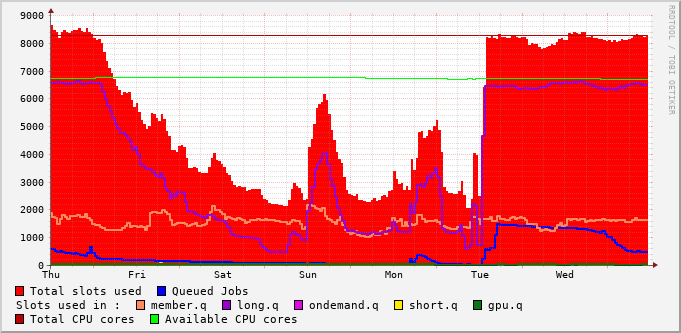 9000
8000
7000
6000
5000
4000
3000
2000
1000
0
Thu Fri Sat Sun Mon Tue Wed
RRDTOOL / TOBI OETIKER
Total slots used Queued Jobs
Slots used in : member.q long.q ondemand.q short.q gpu.q
Total CPU cores Available CPU cores